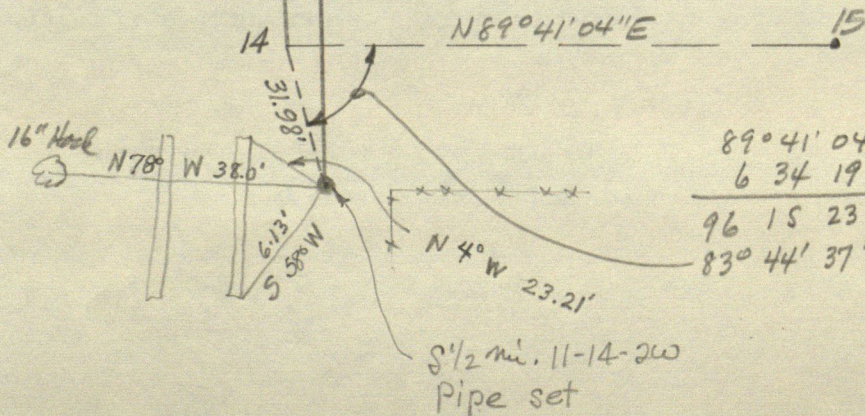 14 N89°41'04"E 15
31.98'
16" Hack
N78° W 38.0'
89° 41' 04
6 34 19
96 15 23
83° 44' 37"
6.13'
S 58° W
N 4° W 23.21'
S 1/2 mi. 11-14-2W
Pipe set